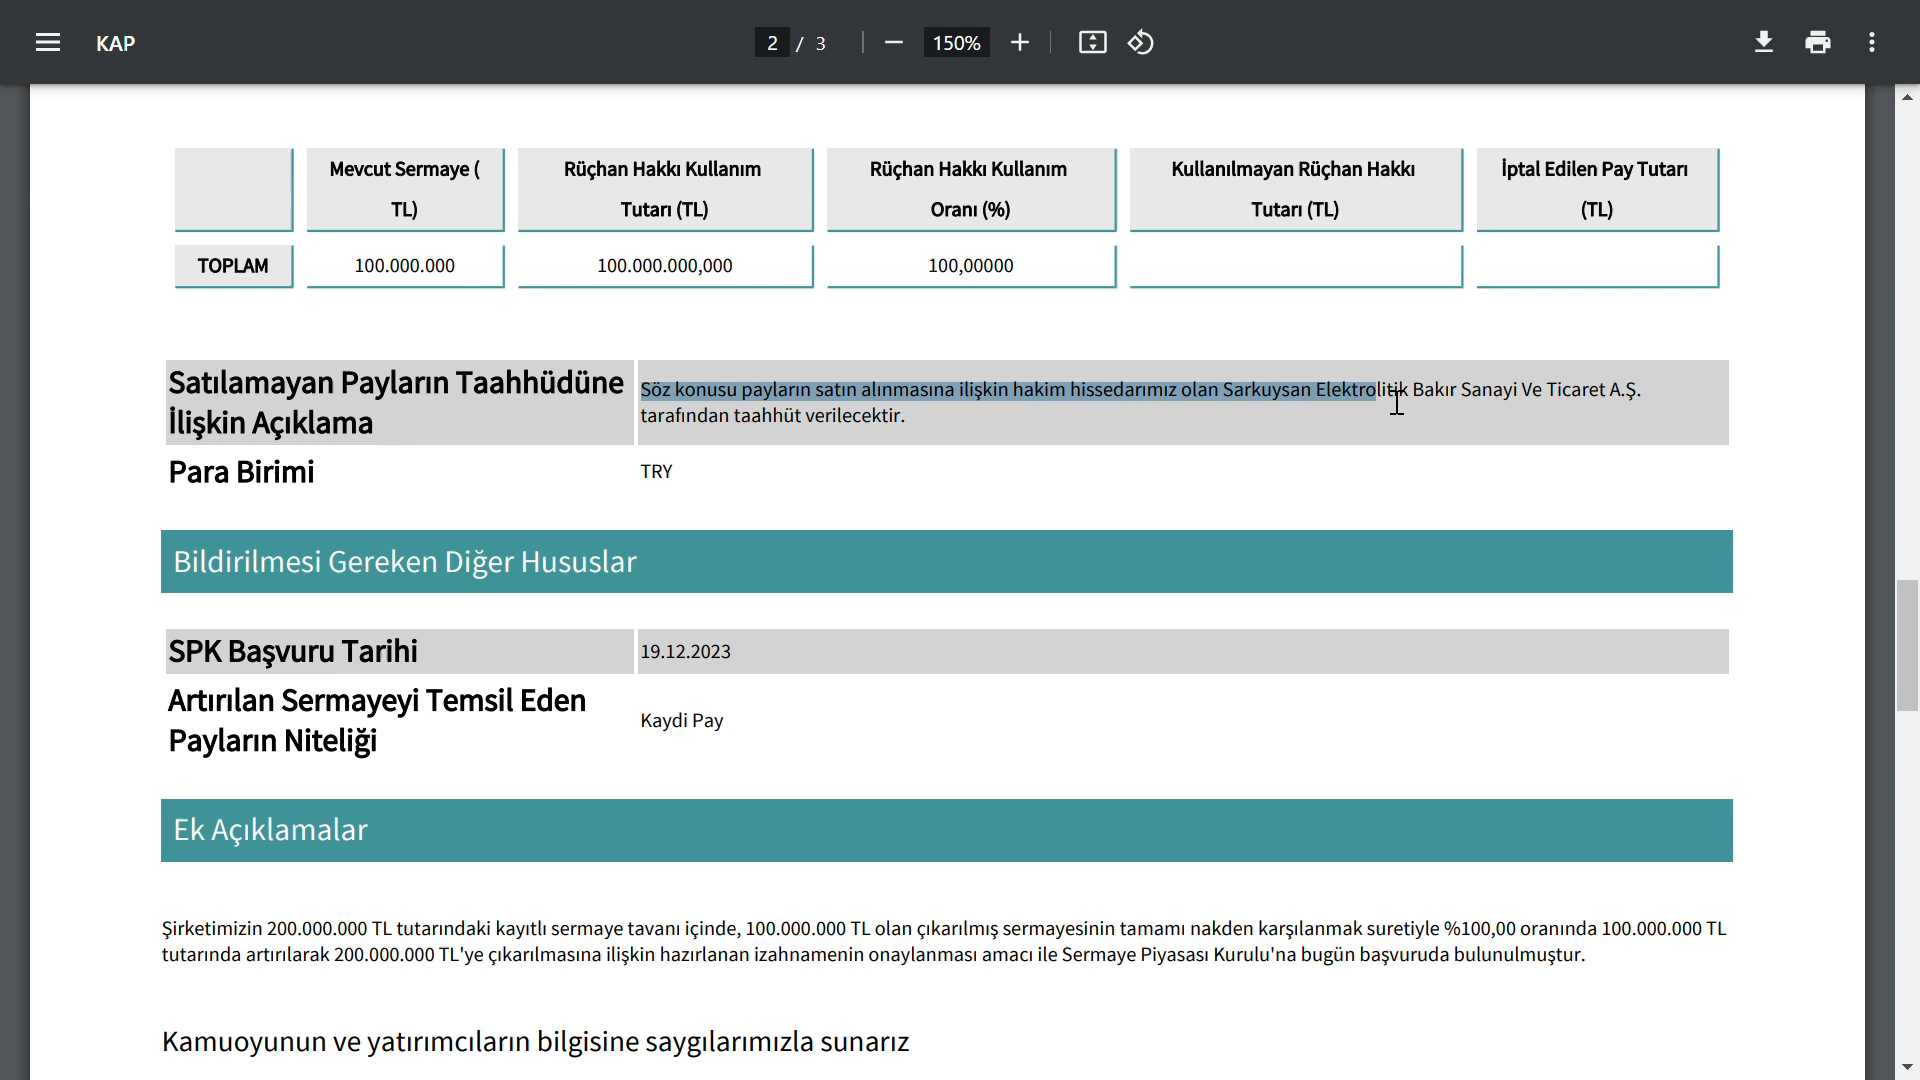 KAP
2 / 3
150%
Mevcut Sermaye (
TL)
Rüçhan Hakkı Kullanım
Tutarı (TL)
Rüçhan Hakkı Kullanım
Oranı (%)
Kullanılmayan Rüçhan Hakkı
Tutarı (TL)
İptal Edilen Pay Tutarı
(TL)
TOPLAM 100.000.000 100.000.000,000 100,00000
Satılamayan Payların Taahhüdüne
İlişkin Açıklama
Söz konusu payların satın alınmasına ilişkin hakim hissedarımız olan Sarkuysan Elektrolitik Bakır Sanayi Ve Ticaret A.Ş.
tarafından taahhüt verilecektir.
Para Birimi TRY
Bildirilmesi Gereken Diğer Hususlar
SPK Başvuru Tarihi 19.12.2023
Artırılan Sermayeyi Temsil Eden
Payların Niteliği
Kaydi Pay
Ek Açıklamalar
Şirketimizin 200.000.000 TL tutarındaki kayıtlı sermaye tavanı içinde, 100.000.000 TL olan çıkarılmış sermayesinin tamamı nakden karşılanmak suretiyle %100,00 oranında 100.000.000 TL
tutarında artırılarak 200.000.000 TL'ye çıkarılmasına ilişkin hazırlanan izahnamenin onaylanması amacı ile Sermaye Piyasası Kurulu'na bugün başvuruda bulunulmuştur.
Kamuoyunun ve yatırımcıların bilgisine saygılarımızla sunarız